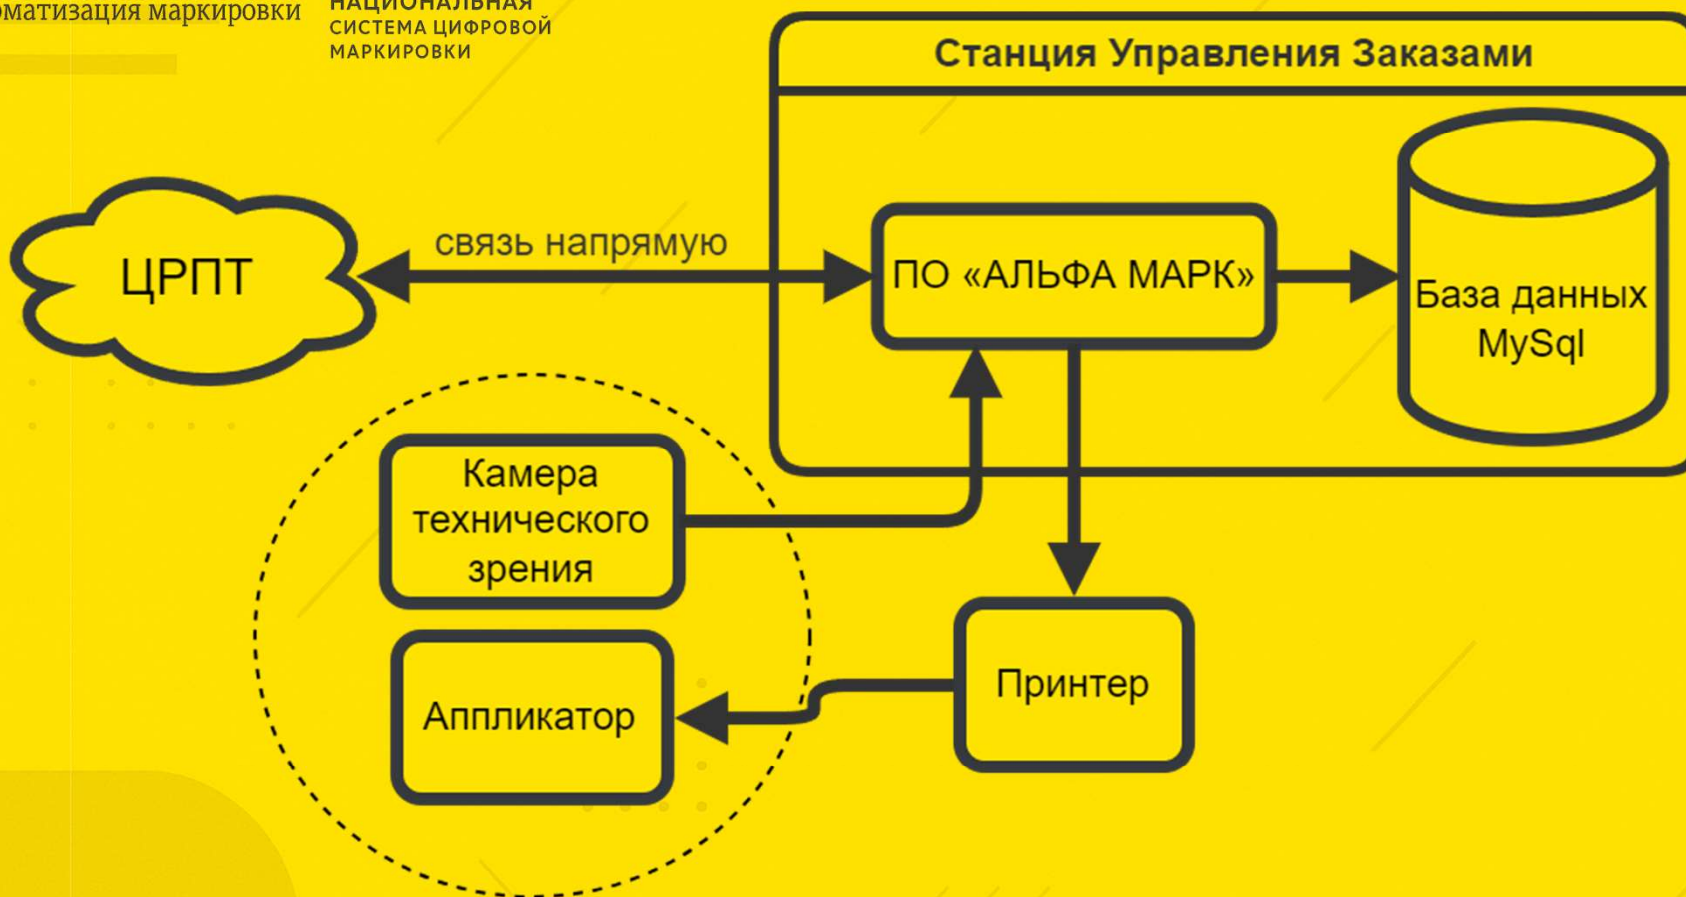 маркировки
НАЦИОНАЛЬНАЯ
СИСТЕМА ЦИФРОВОЙ
МАРКИРОВКИ
Станция Управления Заказами
ЦРПТ
связь напрямую
ПО «АЛЬФА МАРК»
База данных
MySql
Камера
технического
зрения
Аппликатор
Принтер